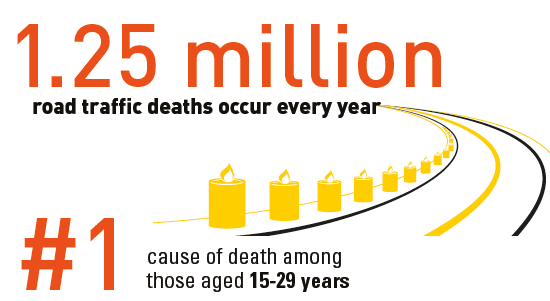 1.25 million
road traffic deaths occur every year
#1
cause of death among
those aged 15-29 years